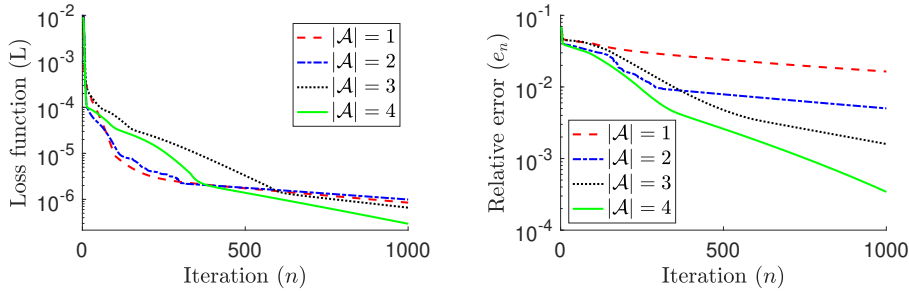 10^{-2}
10^{-3}
10^{-4}
10^{-5}
10^{-6}
Loss function (L)
0
500
1000
Iteration (n)
|𝒜| = 1
|𝒜| = 2
|𝒜| = 3
|𝒜| = 4
10^{-1}
10^{-2}
10^{-3}
10^{-4}
Relative error (e_n)
0
500
1000
Iteration (n)
|𝒜| = 1
|𝒜| = 2
|𝒜| = 3
|𝒜| = 4